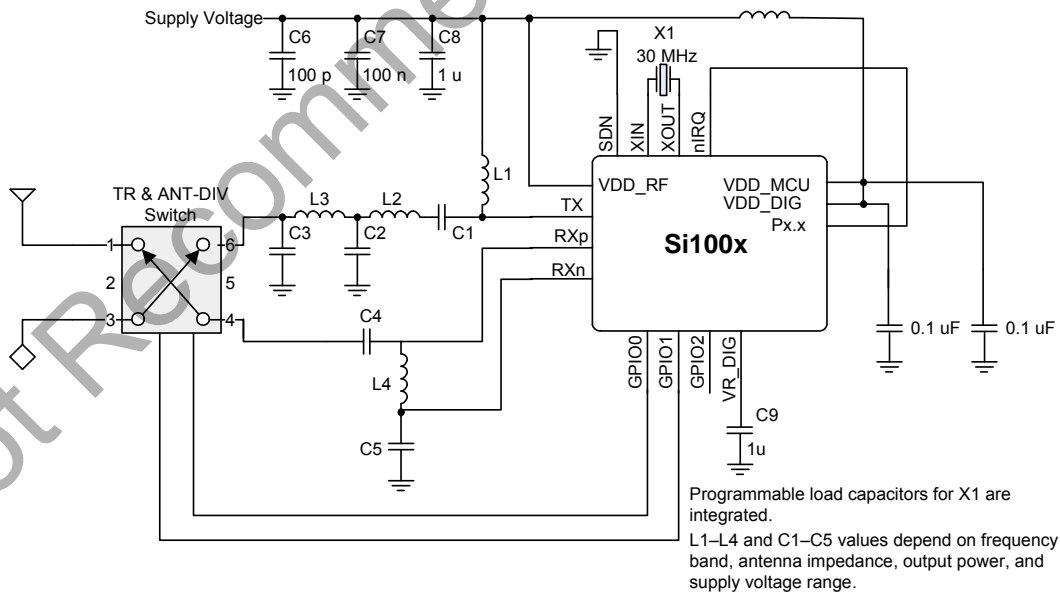 Supply Voltage
C6
C7
C8
100 p
100 n
1 u
X1
30 MHz
SDN
XIN
XOUT
nIRQ
L1
VDD_RF
VDD_MCU
VDD_DIG
TX
Px.x
RXp
RXn
Si100x
TR & ANT-DIV
Switch
L3
L2
C3
C2
C1
1
6
2
5
3
4
C4
L4
C5
0.1 uF
0.1 uF
GPIO0
GPIO1
GPIO2
VR_DIG
C9
1u
Programmable load capacitors for X1 are
integrated.
L1–L4 and C1–C5 values depend on frequency
band, antenna impedance, output power, and
supply voltage range.